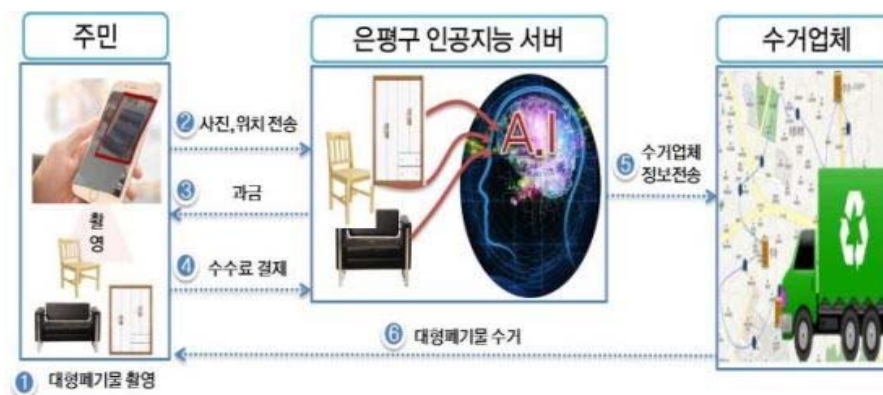 주민
은평구 인공지능 서버
수거업체
② 사진,위치 전송
A.I
③ 과금
⑤ 수거업체
정보전송
촬
영
④ 수수료 결제
⑥ 대형폐기물 수거
① 대형폐기물 촬영